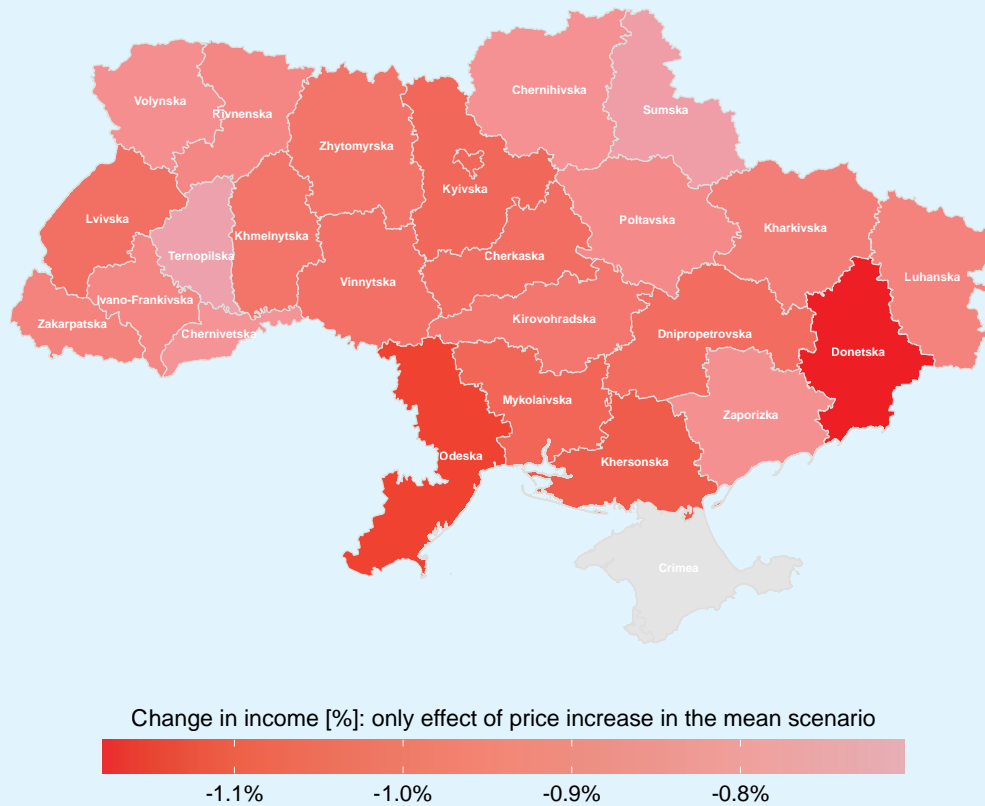 Chernihivska
Volynska
Sumska
Rivnenska
Zhytomyrska
Kyivska
Lvivska
Poltavska
Kharkivska
Khmelnytska
Ternopilska
Cherkaska
Luhanska
Vinnytska
Ivano-Frankivska
Zakarpatska
Kirovohradska
Chernivetska
Dnipropetrovska
Donetska
Mykolaivska
Zaporizka
Odeska
Khersonska
Crimea
Change in income [%]: only effect of price increase in the mean scenario
-1.1% -1.0% -0.9% -0.8%